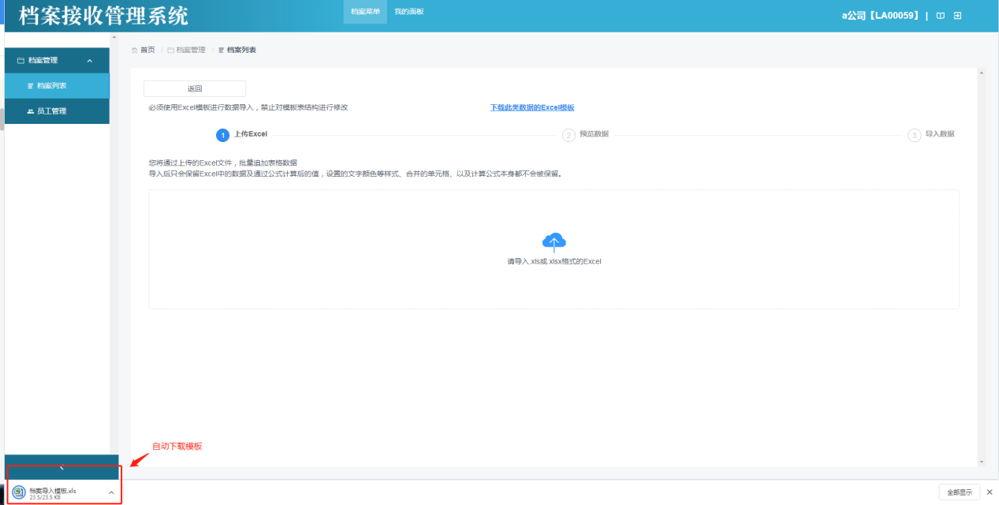 档案接收管理系统
档案菜单 我的面板
a公司【LA00059】 |
首页 / 档案管理 / 档案列表
档案管理
档案列表
员工管理
返回
必须使用Excel模板进行数据导入，禁止对模板表结构进行修改
下载此类数据的Excel模板
1 上传Excel
2 预览数据
3 导入数据
您将通过上传的Excel文件，批量追加表格数据
导入后只会保留Excel中的数据及通过公式计算后的值，设置的文字颜色等样式、合并的单元格、以及计算公式本身都不会被保留。
请导入.xls或.xlsx格式的Excel
自动下载模板
档案导入模板.xls
23.5/23.5 KB
全部显示